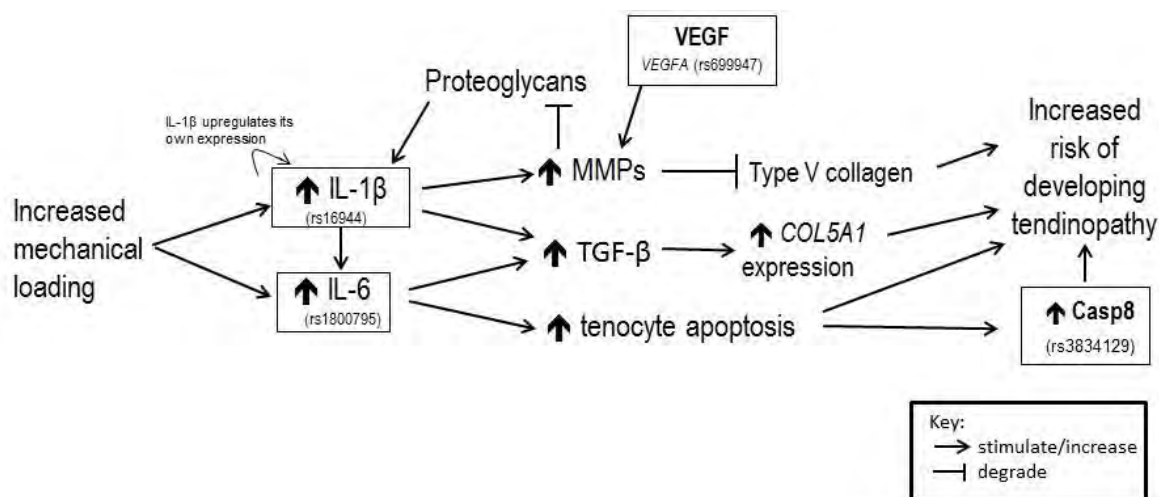 VEGF
VEGFA (rs699947)
Proteoglycans
IL-1β upregulates its
own expression
Increased
mechanical
loading
IL-1β
(rs16944)
IL-6
(rs1800795)
MMPs
TGF-β
tenocyte apoptosis
Type V collagen
COL5A1
expression
Increased
risk of
developing
tendinopathy
Casp8
(rs3834129)
Key:
stimulate/increase
degrade